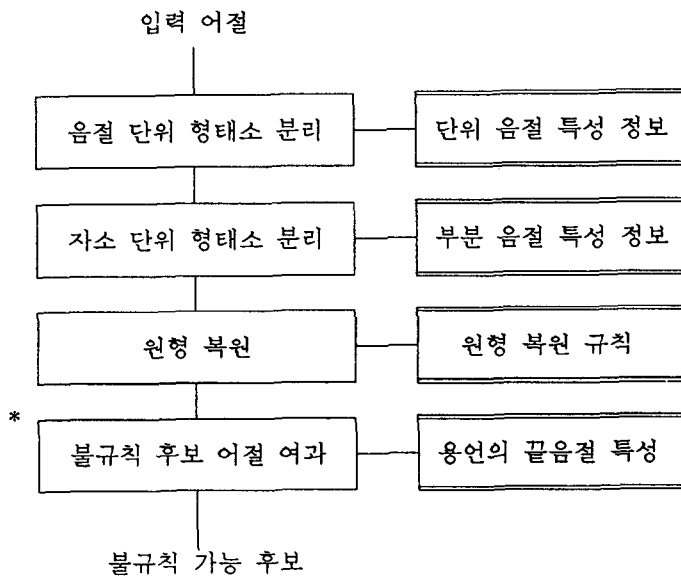 입력 어절
음절 단위 형태소 분리
단위 음절 특성 정보
자소 단위 형태소 분리
부분 음절 특성 정보
원형 복원
원형 복원 규칙
*
불규칙 후보 어절 여과
용언의 끝음절 특성
불규칙 가능 후보